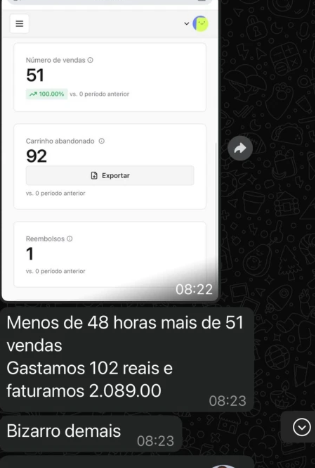 Número de vendas
51
100.00% vs. 0 período anterior
Carrinho abandonado
92
Exportar
vs. 0 período anterior
Reembolsos
1
vs. 0 período anterior
08:22
Menos de 48 horas mais de 51
vendas
Gastamos 102 reais e
faturamos 2.089.00
08:23
Bizarro demais
08:23